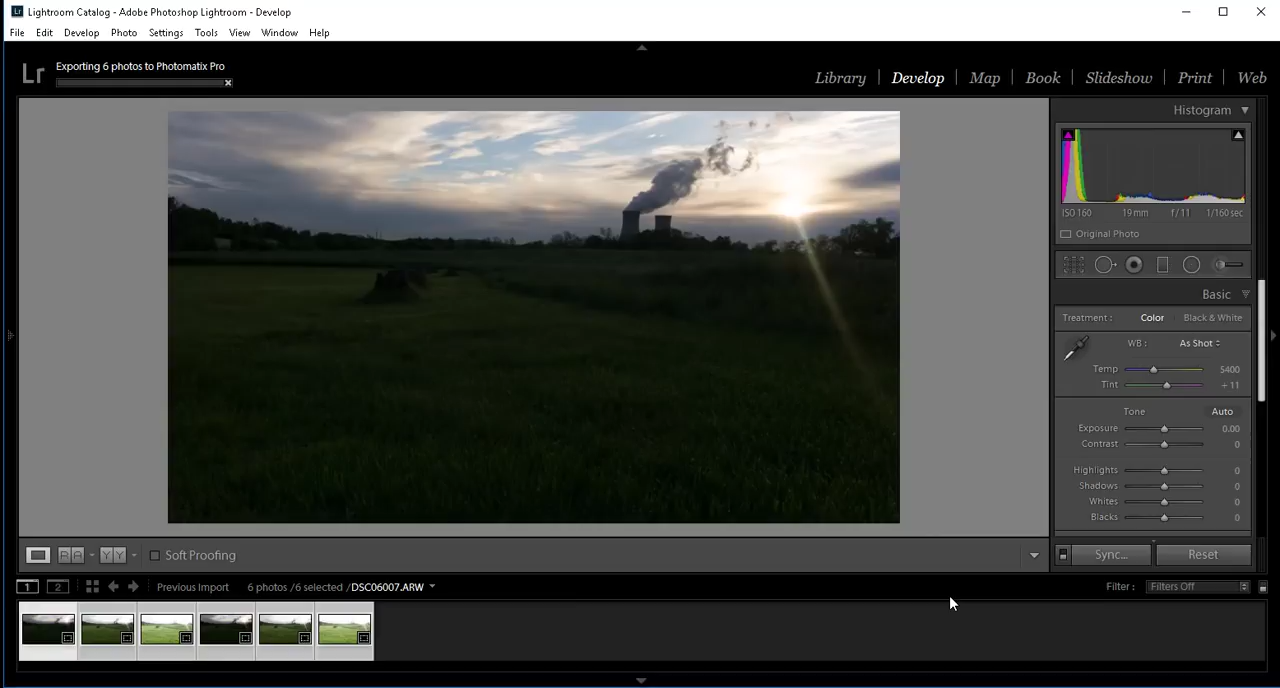 Lr Lightroom Catalog - Adobe Photoshop Lightroom - Develop
File Edit Develop Photo Settings Tools View Window Help
Lr Exporting 6 photos to Photomatix Pro
Library Develop Map Book Slideshow Print Web
Histogram
ISO 160 19 mm f / 11 1/160 sec
Original Photo
Basic
Treatment : Color Black & White
WB : As Shot
Temp 5400
Tint + 11
Tone Auto
Exposure 0.00
Contrast 0
Highlights 0
Shadows 0
Whites 0
Blacks 0
R A Y Y Soft Proofing Sync... Reset
1 2 Previous Import 6 photos / 6 selected / DSC06007.ARW Filter : Filters Off